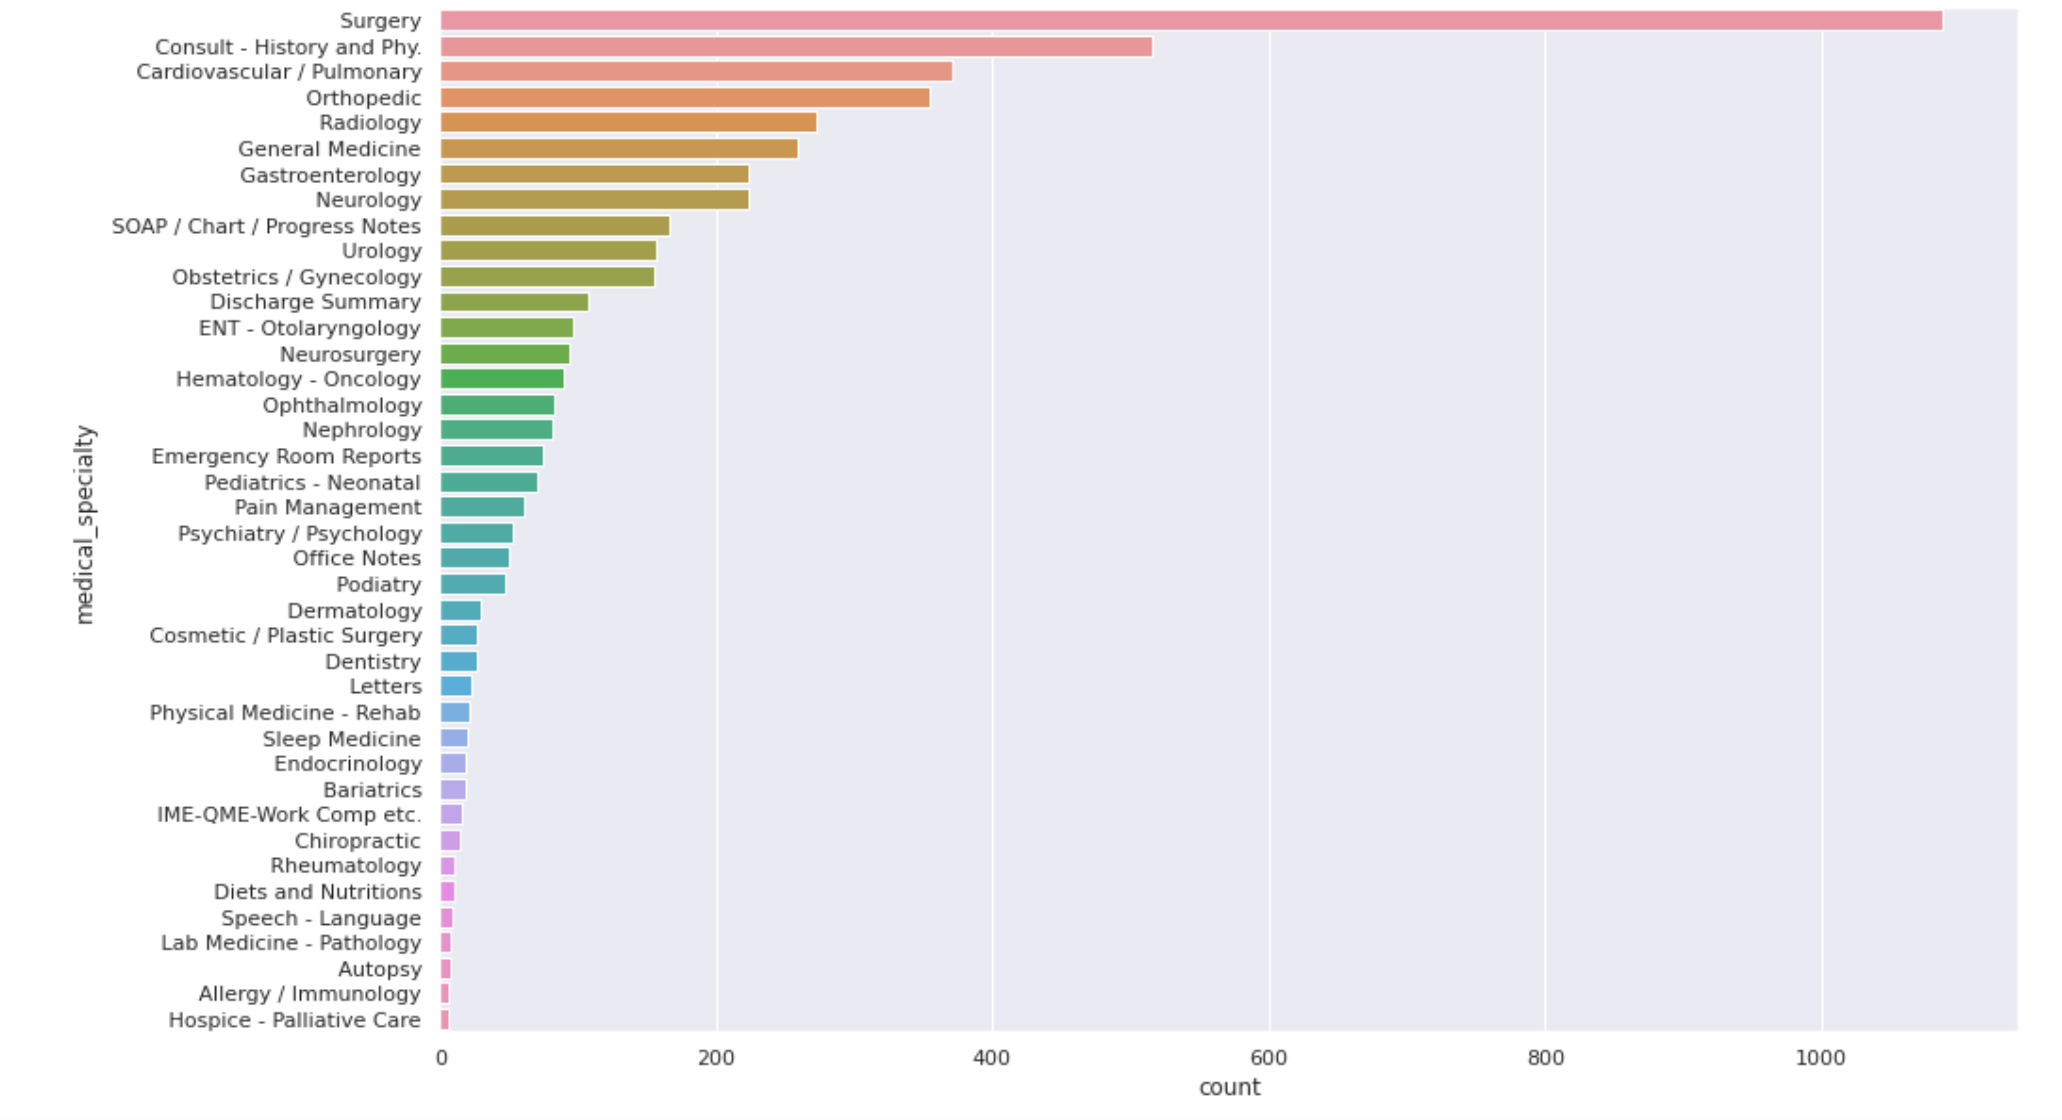 Surgery
Consult - History and Phy.
Cardiovascular / Pulmonary
Orthopedic
Radiology
General Medicine
Gastroenterology
Neurology
SOAP / Chart / Progress Notes
Urology
Obstetrics / Gynecology
Discharge Summary
ENT - Otolaryngology
Neurosurgery
Hematology - Oncology
Ophthalmology
Nephrology
Emergency Room Reports
Pediatrics - Neonatal
Pain Management
Psychiatry / Psychology
Office Notes
Podiatry
Dermatology
Cosmetic / Plastic Surgery
Dentistry
Letters
Physical Medicine - Rehab
Sleep Medicine
Endocrinology
Bariatrics
IME-QME-Work Comp etc.
Chiropractic
Rheumatology
Diets and Nutritions
Speech - Language
Lab Medicine - Pathology
Autopsy
Allergy / Immunology
Hospice - Palliative Care
medical_specialty
0 200 400 600 800 1000
count